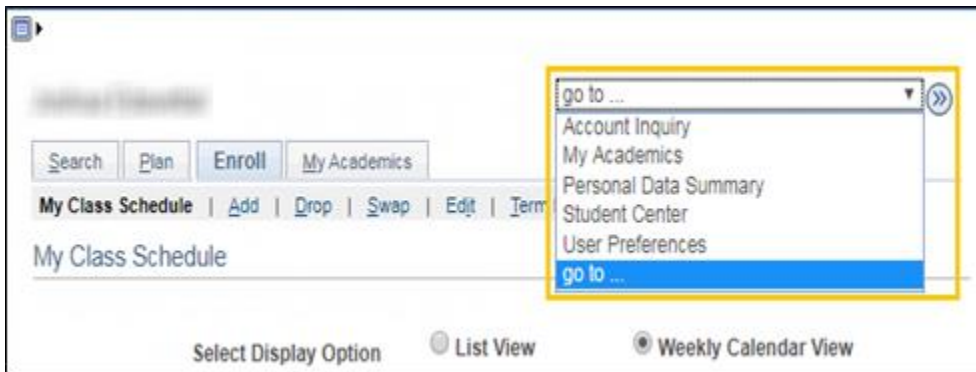 go to ...
Account Inquiry
My Academics
Personal Data Summary
Student Center
User Preferences
go to ...
Search Plan Enroll My Academics
My Class Schedule | Add | Drop | Swap | Edit | Term
My Class Schedule
Select Display Option List View Weekly Calendar View